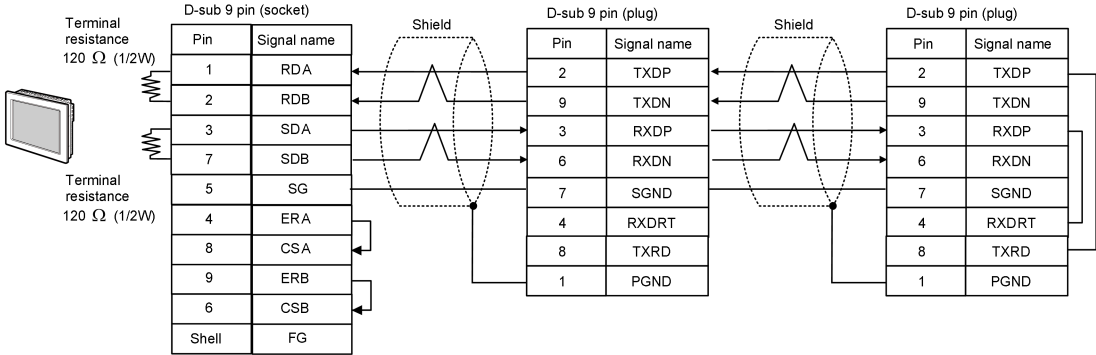 Terminal
resistance
120 Ω (1/2W)
Terminal
resistance
120 Ω (1/2W)
D-sub 9 pin (socket)
Pin Signal name
1 RDA
2 RDB
3 SDA
7 SDB
5 SG
4 ERA
8 CSA
9 ERB
6 CSB
Shell FG
Shield
D-sub 9 pin (plug)
Pin Signal name
2 TXDP
9 TXDN
3 RXDP
6 RXDN
7 SGND
4 RXDRT
8 TXRD
1 PGND
Shield
D-sub 9 pin (plug)
Pin Signal name
2 TXDP
9 TXDN
3 RXDP
6 RXDN
7 SGND
4 RXDRT
8 TXRD
1 PGND